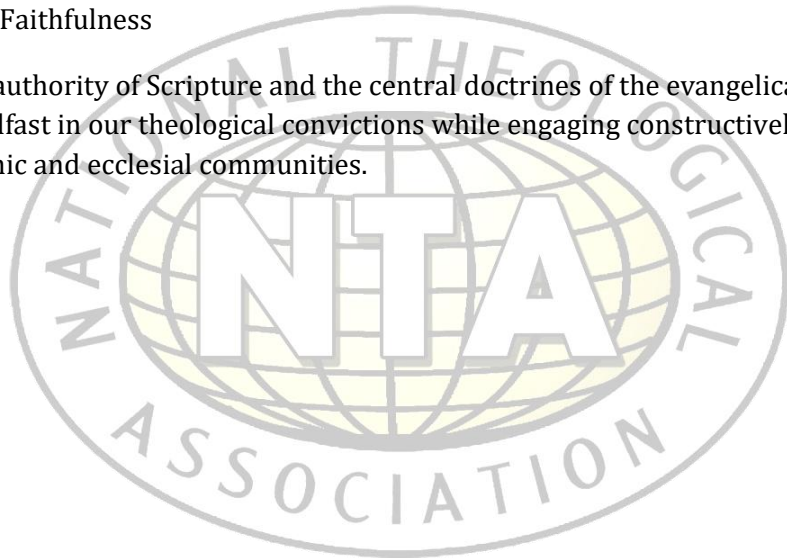 Faithfulness
authority of Scripture and the central doctrines of the evangelica
lfast in our theological convictions while engaging constructivel
nic and ecclesial communities.
NATIONAL THEOLOGICAL
NTA
ASSOCIATION